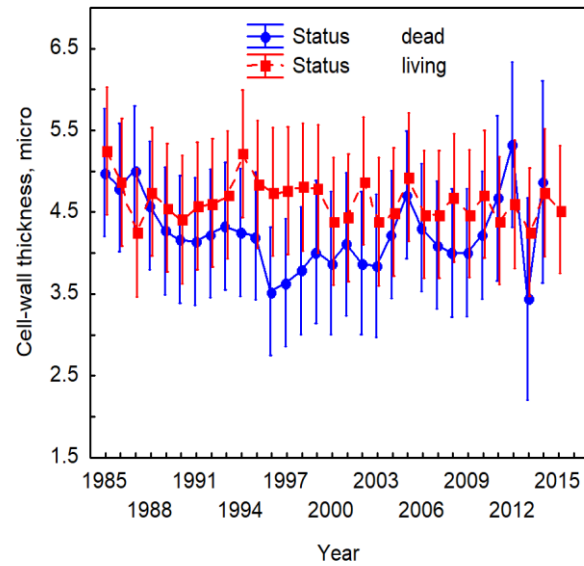 Status dead
Status living
Cell-wall thickness, micro
6.5
5.5
4.5
3.5
2.5
1.5
1985 1991 1997 2003 2009 2015
1988 1994 2000 2006 2012
Year